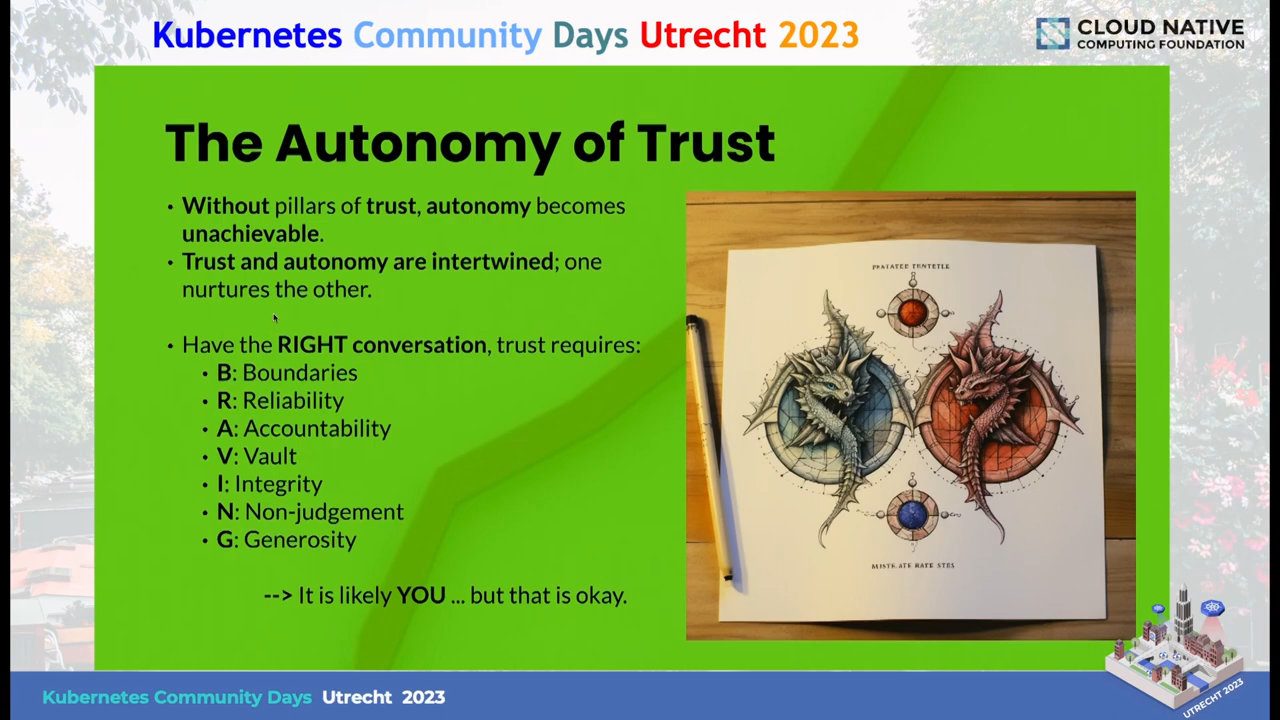 Kubernetes Community Days Utrecht 2023
CLOUD NATIVE
COMPUTING FOUNDATION
The Autonomy of Trust
• Without pillars of trust, autonomy becomes
unachievable.
• Trust and autonomy are intertwined; one
nurtures the other.
• Have the RIGHT conversation, trust requires:
• B: Boundaries
• R: Reliability
• A: Accountability
• V: Vault
• I: Integrity
• N: Non-judgement
• G: Generosity
--> It is likely YOU ... but that is okay.
Kubernetes Community Days Utrecht 2023
UTRECHT 2023